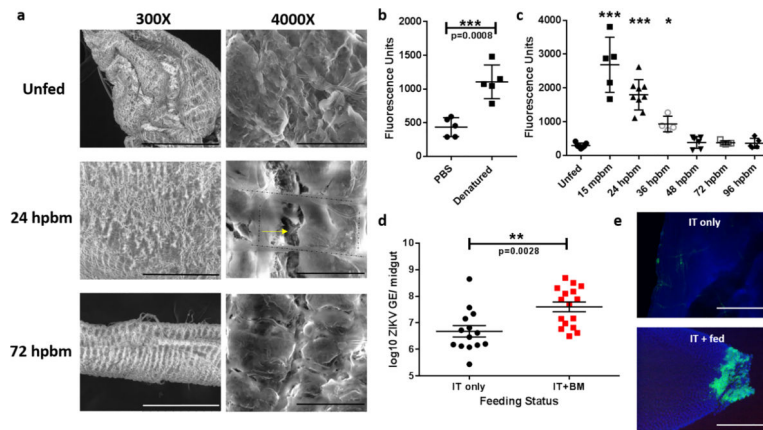 a
300X
4000X
Unfed
24 hpbm
72 hpbm
b
***
p=0.0008
Fluorescence Units
2000
1500
1000
500
0
PBS
Denatured
c
***
***
*
Fluorescence Units
4000
3000
2000
1000
0
Unfed
15 mpbm
24 hpbm
36 hpbm
48 hpbm
72 hpbm
96 hpbm
d
**
p=0.0028
log10 ZIKV GE/ midgut
10
9
8
7
6
5
IT only
IT+BM
Feeding Status
e
IT only
IT + fed